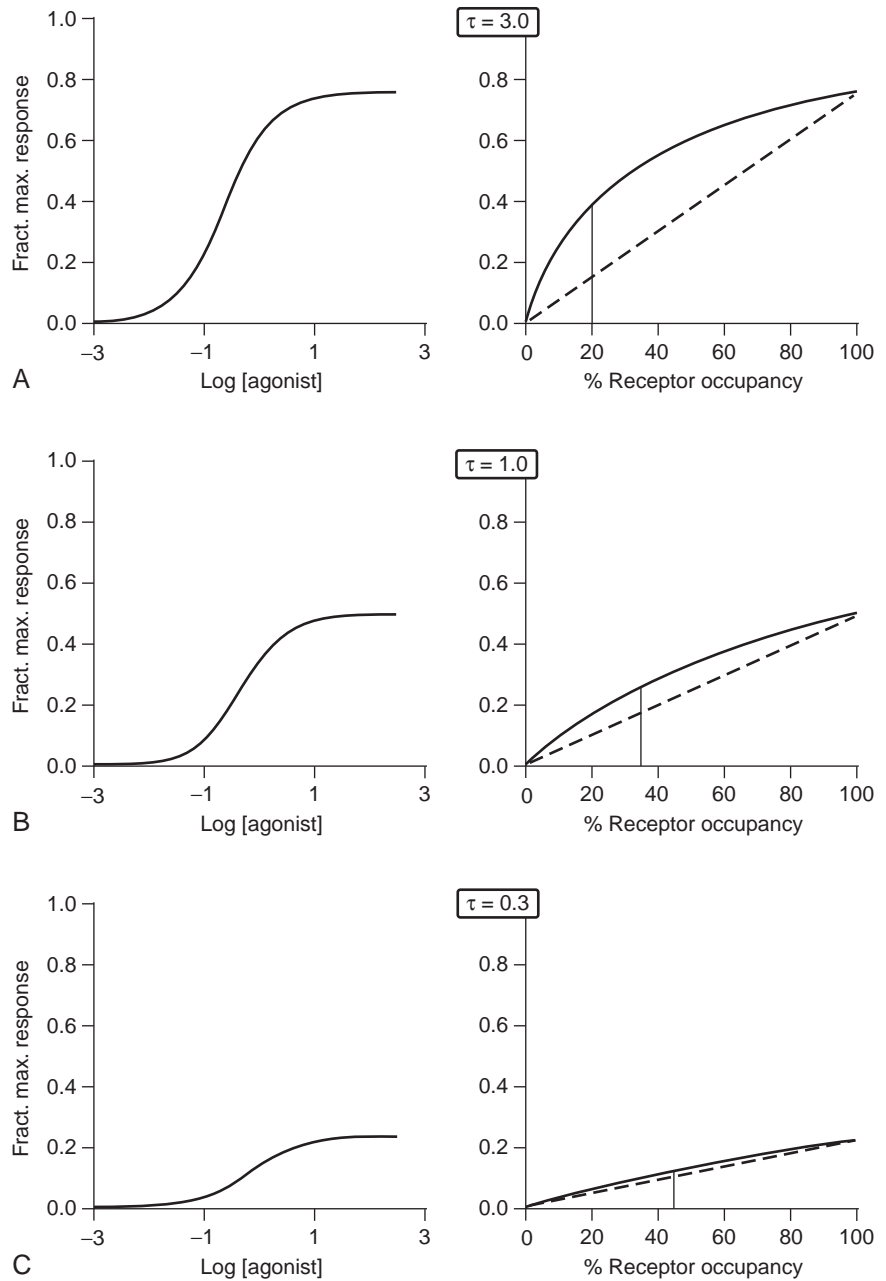 τ = 3.0
Fract. max. response
1.0
0.8
0.6
0.4
0.2
0.0
–3 –1 1 3
Log [agonist]
0.8
0.6
0.4
0.2
0.0
0 20 40 60 80 100
% Receptor occupancy
A
τ = 1.0
Fract. max. response
1.0
0.8
0.6
0.4
0.2
0.0
–3 –1 1 3
Log [agonist]
0.8
0.6
0.4
0.2
0.0
0 20 40 60 80 100
% Receptor occupancy
B
τ = 0.3
Fract. max. response
1.0
0.8
0.6
0.4
0.2
0.0
–3 –1 1 3
Log [agonist]
0.8
0.6
0.4
0.2
0.0
0 20 40 60 80 100
% Receptor occupancy
C